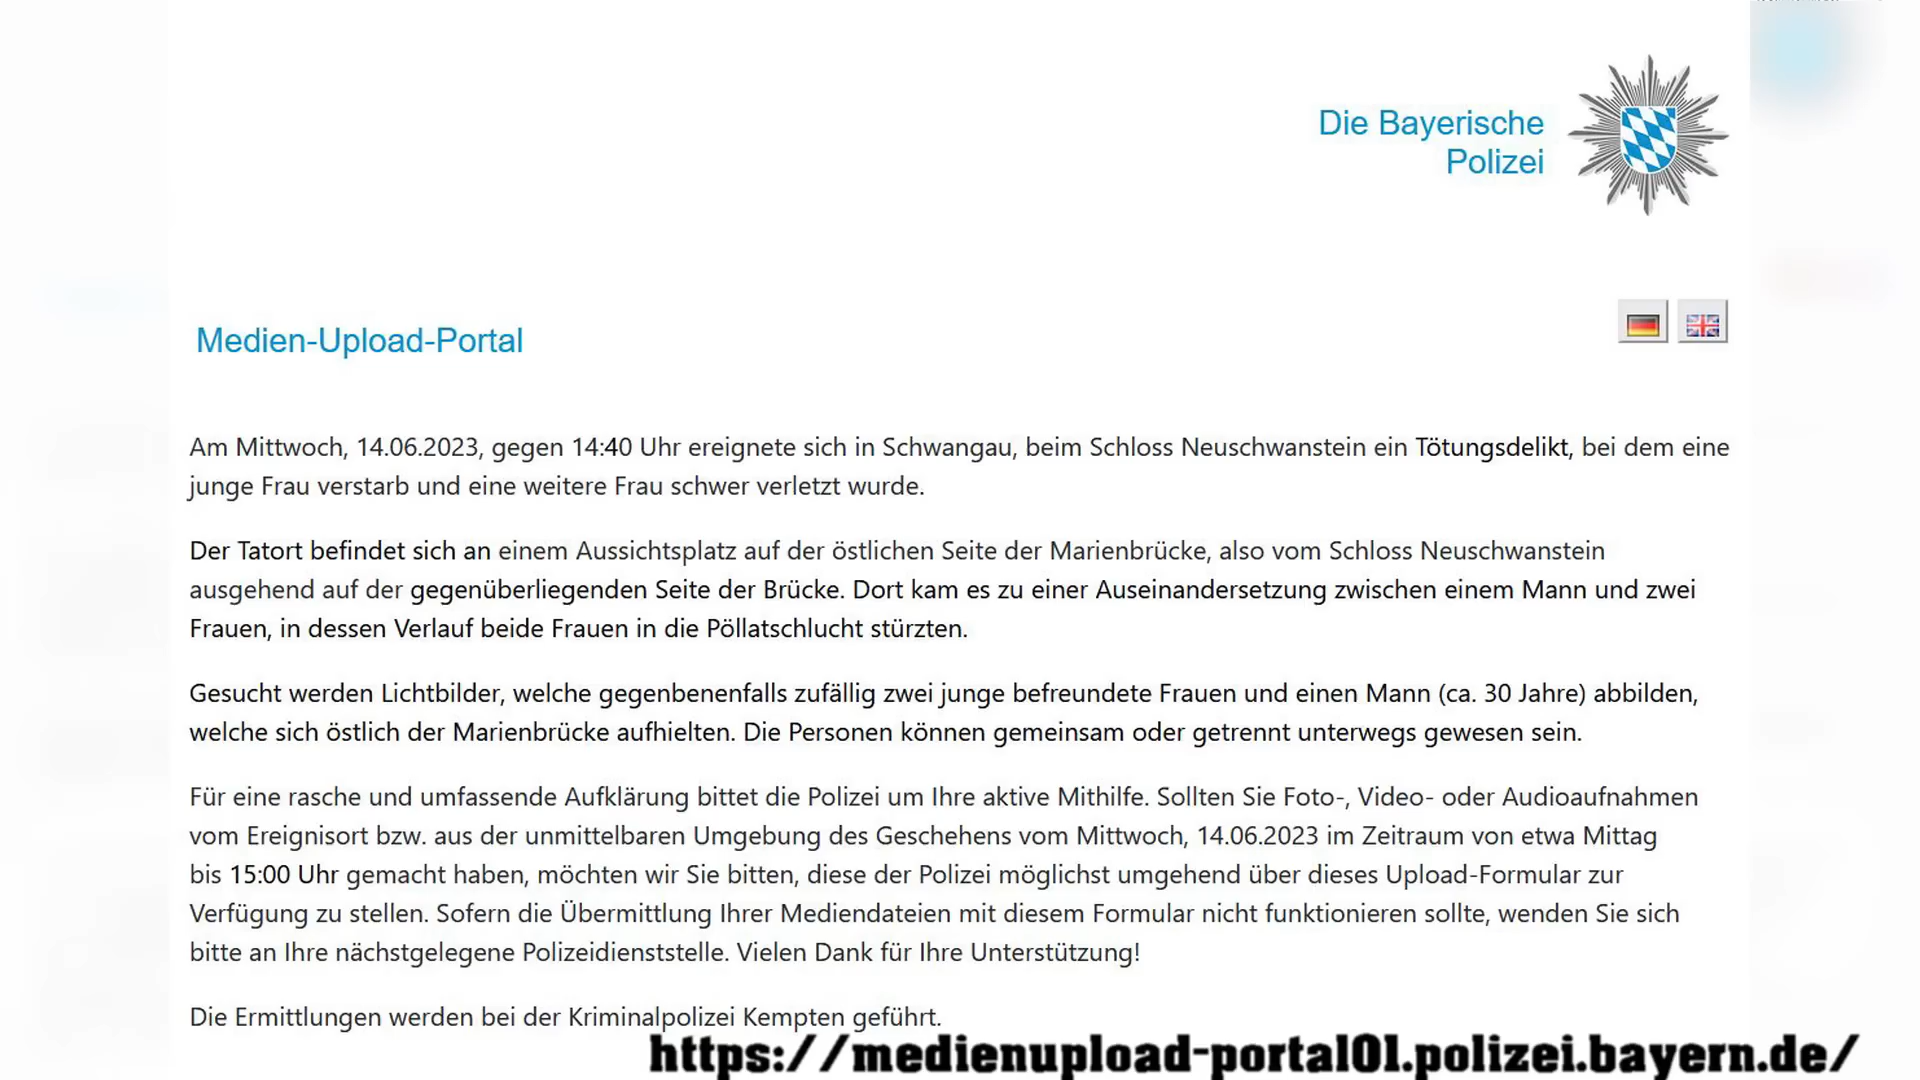 Die Bayerische
Polizei
Medien-Upload-Portal
Am Mittwoch, 14.06.2023, gegen 14:40 Uhr ereignete sich in Schwangau, beim Schloss Neuschwanstein ein Tötungsdelikt, bei dem eine
junge Frau verstarb und eine weitere Frau schwer verletzt wurde.
Der Tatort befindet sich an einem Aussichtsplatz auf der östlichen Seite der Marienbrücke, also vom Schloss Neuschwanstein
ausgehend auf der gegenüberliegenden Seite der Brücke. Dort kam es zu einer Auseinandersetzung zwischen einem Mann und zwei
Frauen, in dessen Verlauf beide Frauen in die Pöllatschlucht stürzten.
Gesucht werden Lichtbilder, welche gegenbenenfalls zufällig zwei junge befreundete Frauen und einen Mann (ca. 30 Jahre) abbilden,
welche sich östlich der Marienbrücke aufhielten. Die Personen können gemeinsam oder getrennt unterwegs gewesen sein.
Für eine rasche und umfassende Aufklärung bittet die Polizei um Ihre aktive Mithilfe. Sollten Sie Foto-, Video- oder Audioaufnahmen
vom Ereignisort bzw. aus der unmittelbaren Umgebung des Geschehens vom Mittwoch, 14.06.2023 im Zeitraum von etwa Mittag
bis 15:00 Uhr gemacht haben, möchten wir Sie bitten, diese der Polizei möglichst umgehend über dieses Upload-Formular zur
Verfügung zu stellen. Sofern die Übermittlung Ihrer Mediendateien mit diesem Formular nicht funktionieren sollte, wenden Sie sich
bitte an Ihre nächstgelegene Polizeidienststelle. Vielen Dank für Ihre Unterstützung!
Die Ermittlungen werden bei der Kriminalpolizei Kempten geführt.
https://medienupload-portal01.polizei.bayern.de/